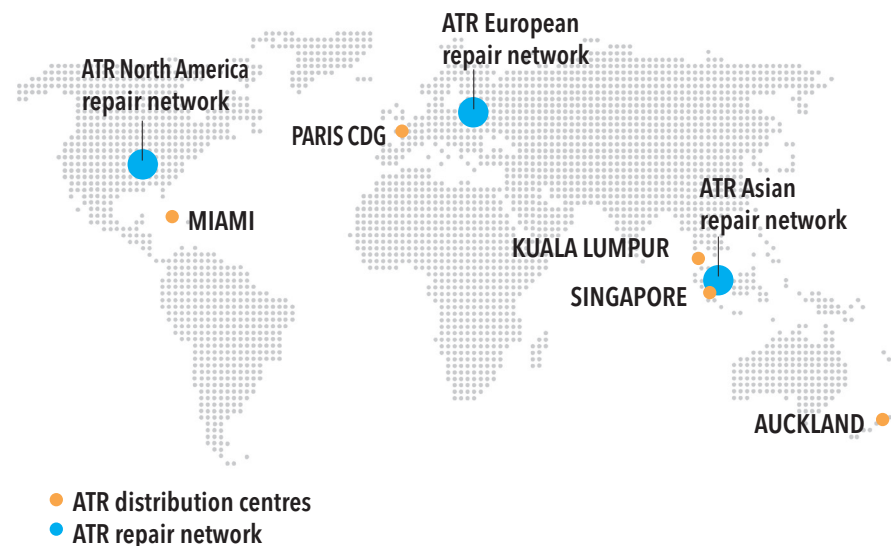 ATR European
repair network
ATR North America
repair network
PARIS CDG
ATR Asian
repair network
MIAMI
KUALA LUMPUR
SINGAPORE
AUCKLAND
ATR distribution centres
ATR repair network